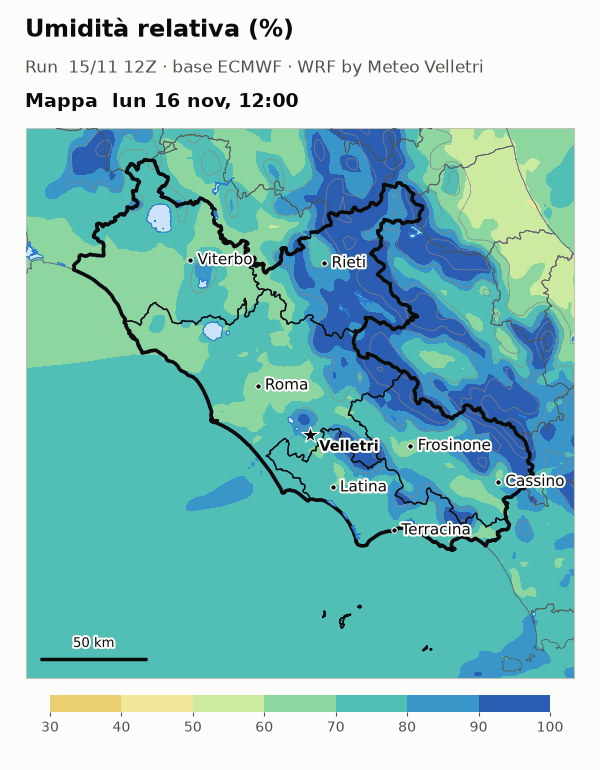 Umidità relativa (%)
Run  15/11 12Z · base ECMWF · WRF by Meteo Velletri
Mappa  lun 16 nov, 12:00
Viterbo
Rieti
Roma
Velletri
Frosinone
Cassino
Latina
Terracina
50 km
30 40 50 60 70 80 90 100